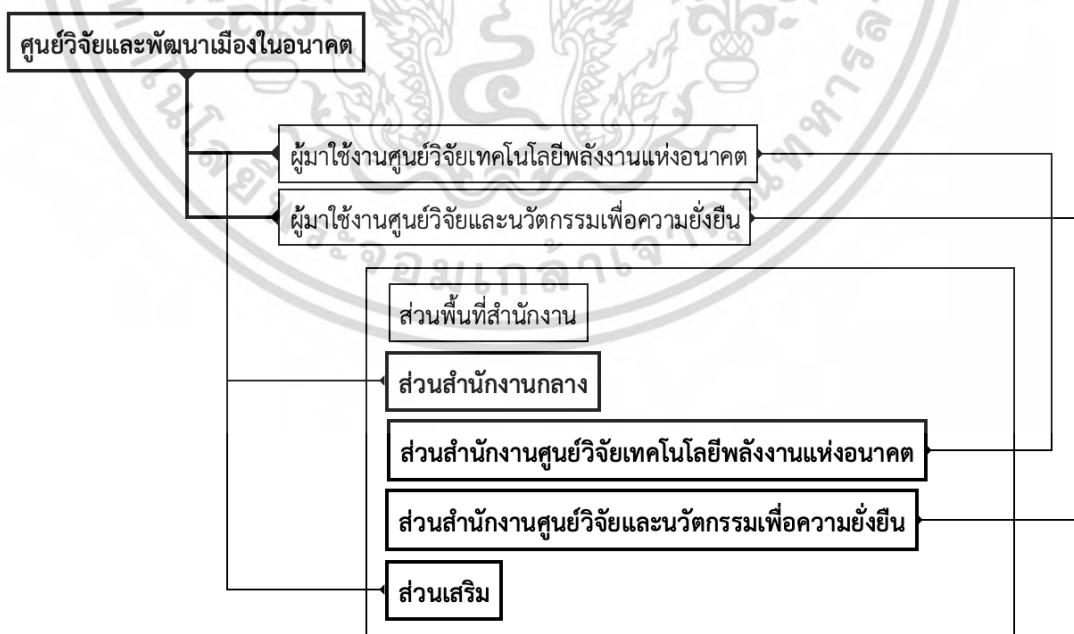 ศูนย์วิจัยและพัฒนาเมืองในอนาคต
ผู้มาใช้งานศูนย์วิจัยเทคโนโลยีพลังงานแห่งอนาคต
ผู้มาใช้งานศูนย์วิจัยและนวัตกรรมเพื่อความยั่งยืน
ส่วนพื้นที่สำนักงาน
ส่วนสำนักงานกลาง
ส่วนสำนักงานศูนย์วิจัยเทคโนโลยีพลังงานแห่งอนาคต
ส่วนสำนักงานศูนย์วิจัยและนวัตกรรมเพื่อความยั่งยืน
ส่วนเสริม